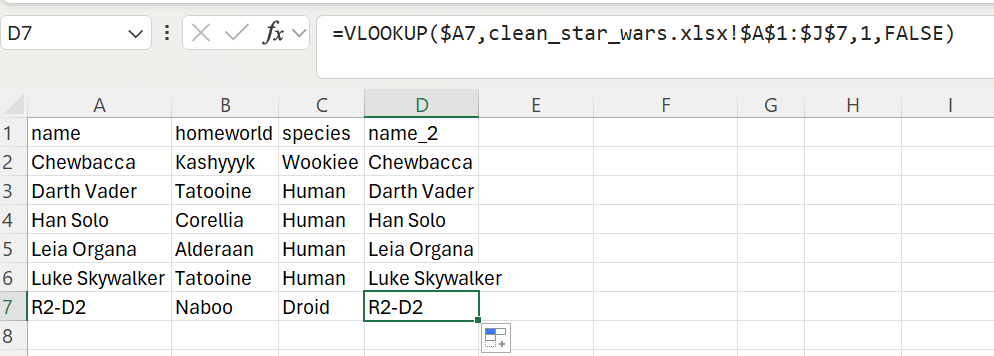 D7 fx =VLOOKUP($A7,clean_star_wars.xlsx!$A$1:$J$7,1,FALSE)
A B C D E F G H I
1 name homeworld species name_2
2 Chewbacca Kashyyyk Wookiee Chewbacca
3 Darth Vader Tatooine Human Darth Vader
4 Han Solo Corellia Human Han Solo
5 Leia Organa Alderaan Human Leia Organa
6 Luke Skywalker Tatooine Human Luke Skywalker
7 R2-D2 Naboo Droid R2-D2
8